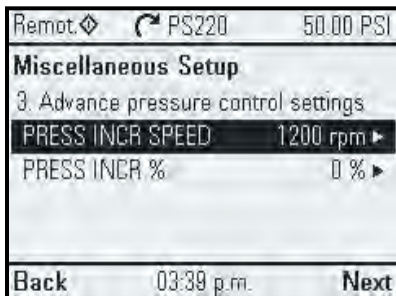 Remot. PS220 50.00 PSI
Miscellaneous Setup
3. Advance pressure control settings
PRESS INCR SPEED 1200 rpm
PRESS INCR % 0 %
Back 03:39 p.m. Next